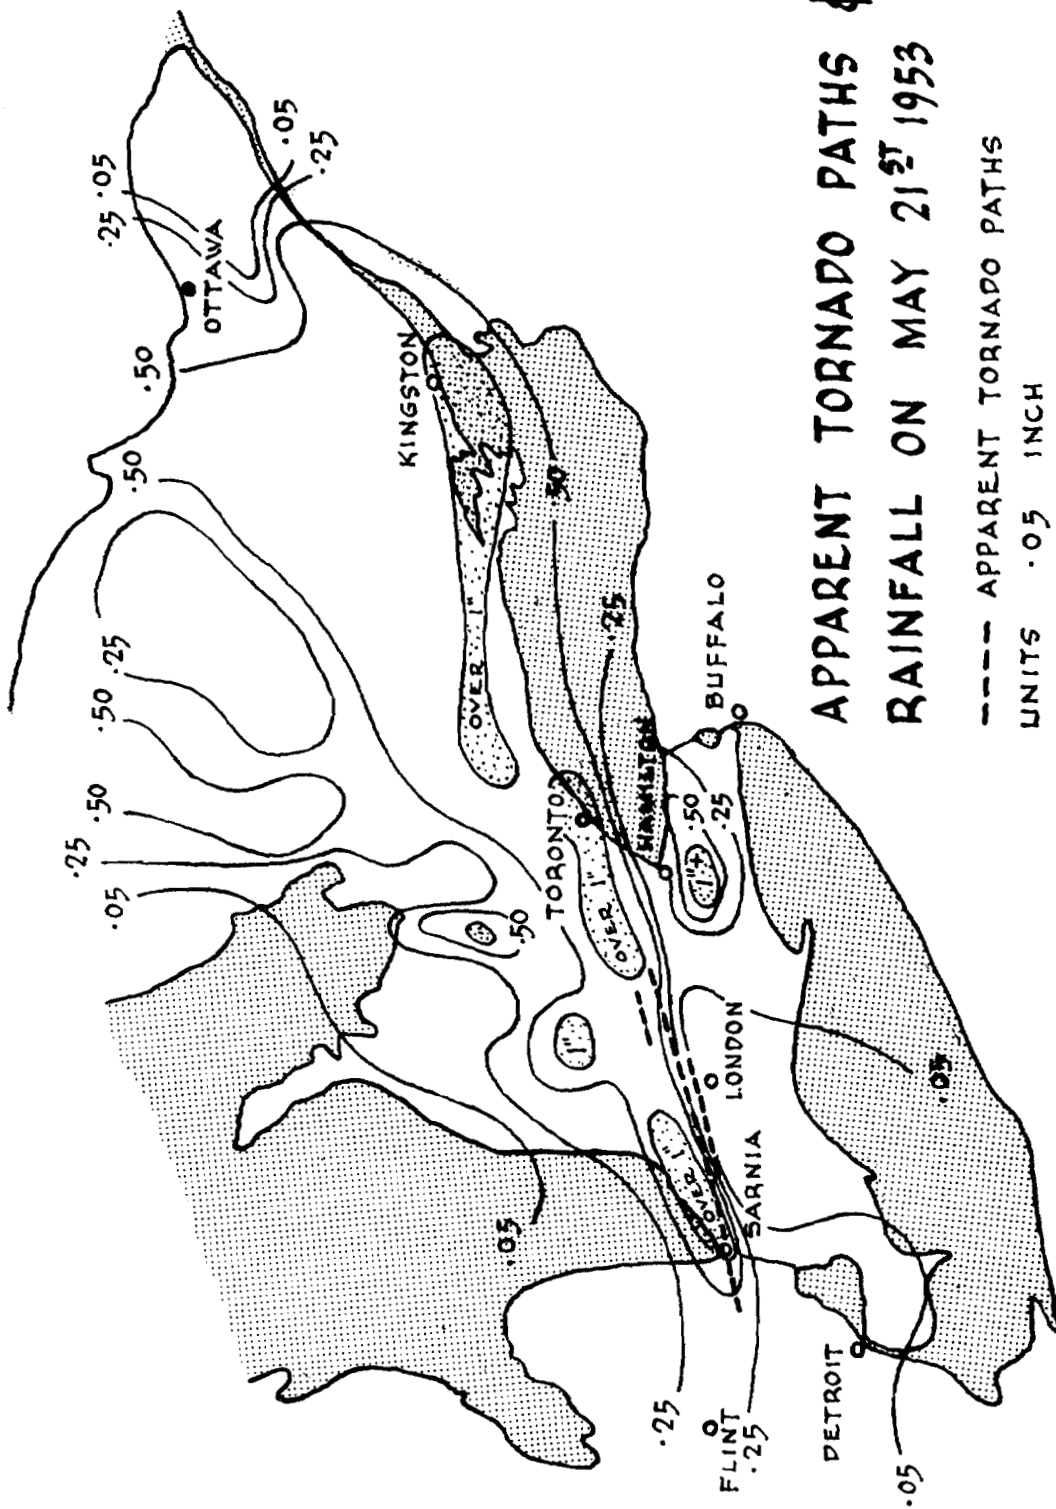 APPARENT TORNADO PATHS &
RAINFALL ON MAY 21ST 1953
---- APPARENT TORNADO PATHS
UNITS .05 INCH
.05
.25
OTTAWA
.05
.25
.50
.50
KINGSTON
.50
.25
.50
.50
.25
.05
OVER 1"
.25
BUFFALO
HAMILTON
TORONTO
OVER 1"
.50
.50
.25
1"+
1"
LONDON
.05
OVER 1"
SARNIA
.05
.25
FLINT
.25
DETROIT
.05